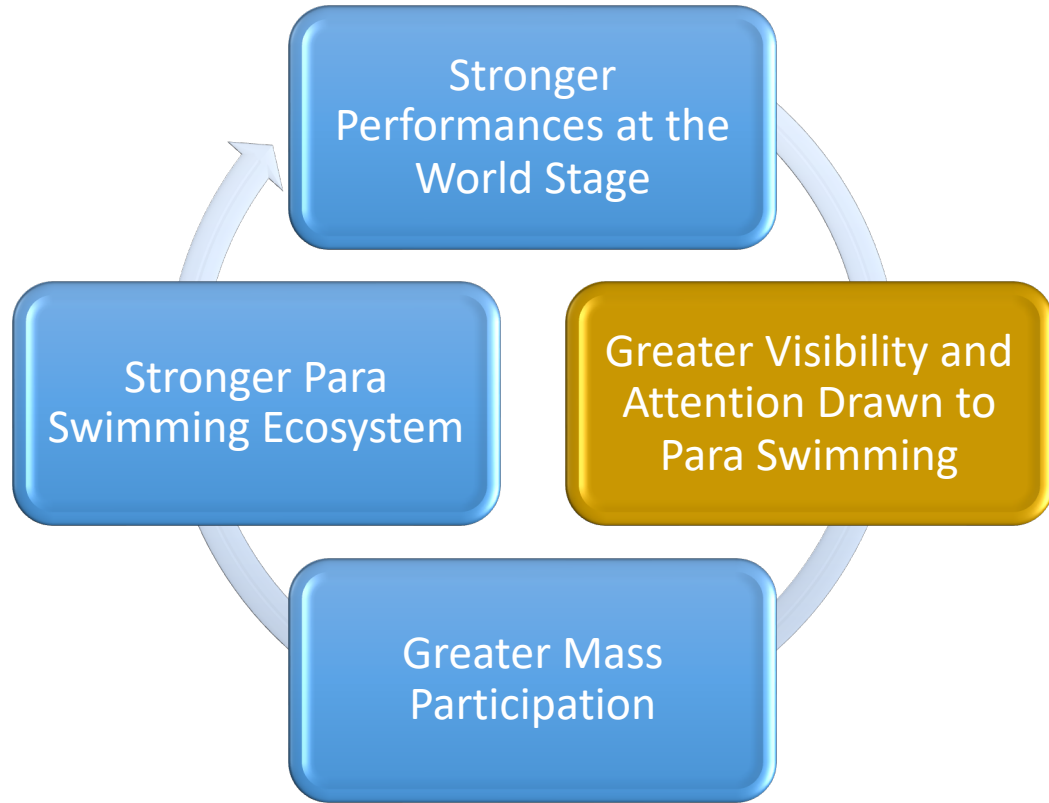 Stronger
Performances at the
World Stage
Greater Visibility and
Attention Drawn to
Para Swimming
Greater Mass
Participation
Stronger Para
Swimming Ecosystem